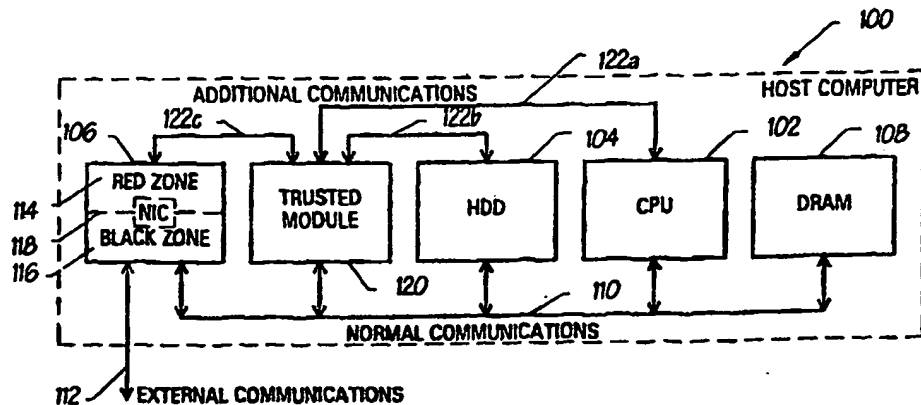 100
122a
ADDITIONAL COMMUNICATIONS
HOST COMPUTER
106
122c
122b
104
102
108
114
RED ZONE
118
NIC
BLACK ZONE
116
TRUSTED
MODULE
HDD
CPU
DRAM
120
110
NORMAL COMMUNICATIONS
112
EXTERNAL COMMUNICATIONS